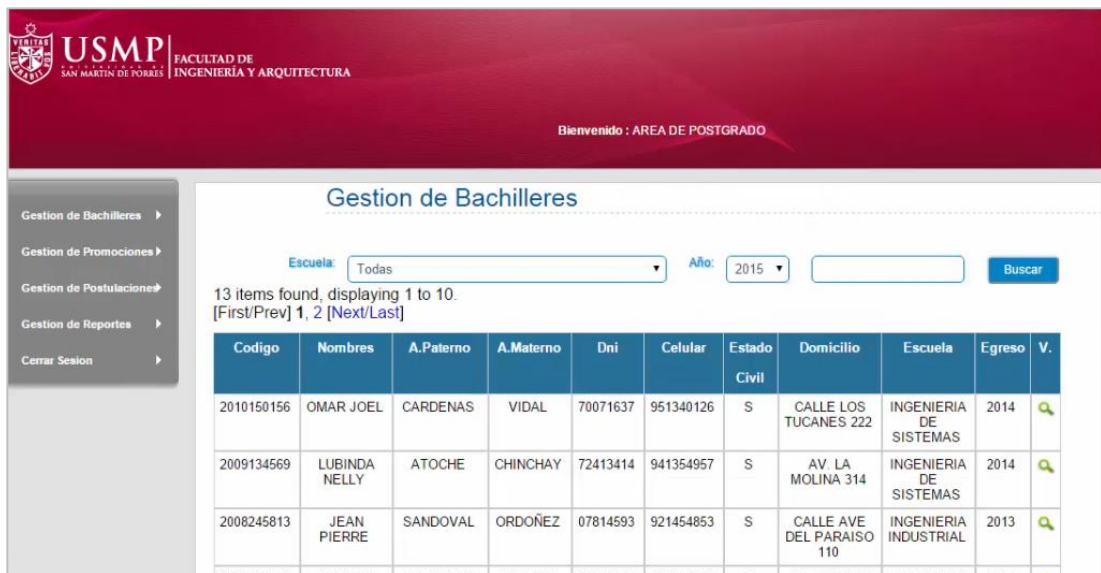 VERITAS
LIBERABIT
VOS
USMP
UNIVERSIDAD DE
SAN MARTIN DE PORRES
FACULTAD DE
INGENIERÍA Y ARQUITECTURA
Bienvenido : AREA DE POSTGRADO
Gestion de Bachilleres
Gestion de Promociones
Gestion de Postulaciones
Gestion de Reportes
Cerrar Sesion
Gestion de Bachilleres
Escuela: Todas Año: 2015 Buscar
13 items found, displaying 1 to 10.
[First/Prev] 1, 2 [Next/Last]
Codigo Nombres A.Paterno A.Materno Dni Celular Estado Domicilio Escuela Egreso V.
Civil
2010150156 OMAR JOEL CARDENAS VIDAL 70071637 951340126 S CALLE LOS INGENIERIA 2014
TUCANES 222 DE
SISTEMAS
2009134569 LUBINDA ATOCHE CHINCHAY 72413414 941354957 S AV. LA INGENIERIA 2014
NELLY MOLINA 314 DE
SISTEMAS
2008245813 JEAN SANDOVAL ORDOÑEZ 07814593 921454853 S CALLE AVE INGENIERIA 2013
PIERRE DEL PARAISO INDUSTRIAL
110